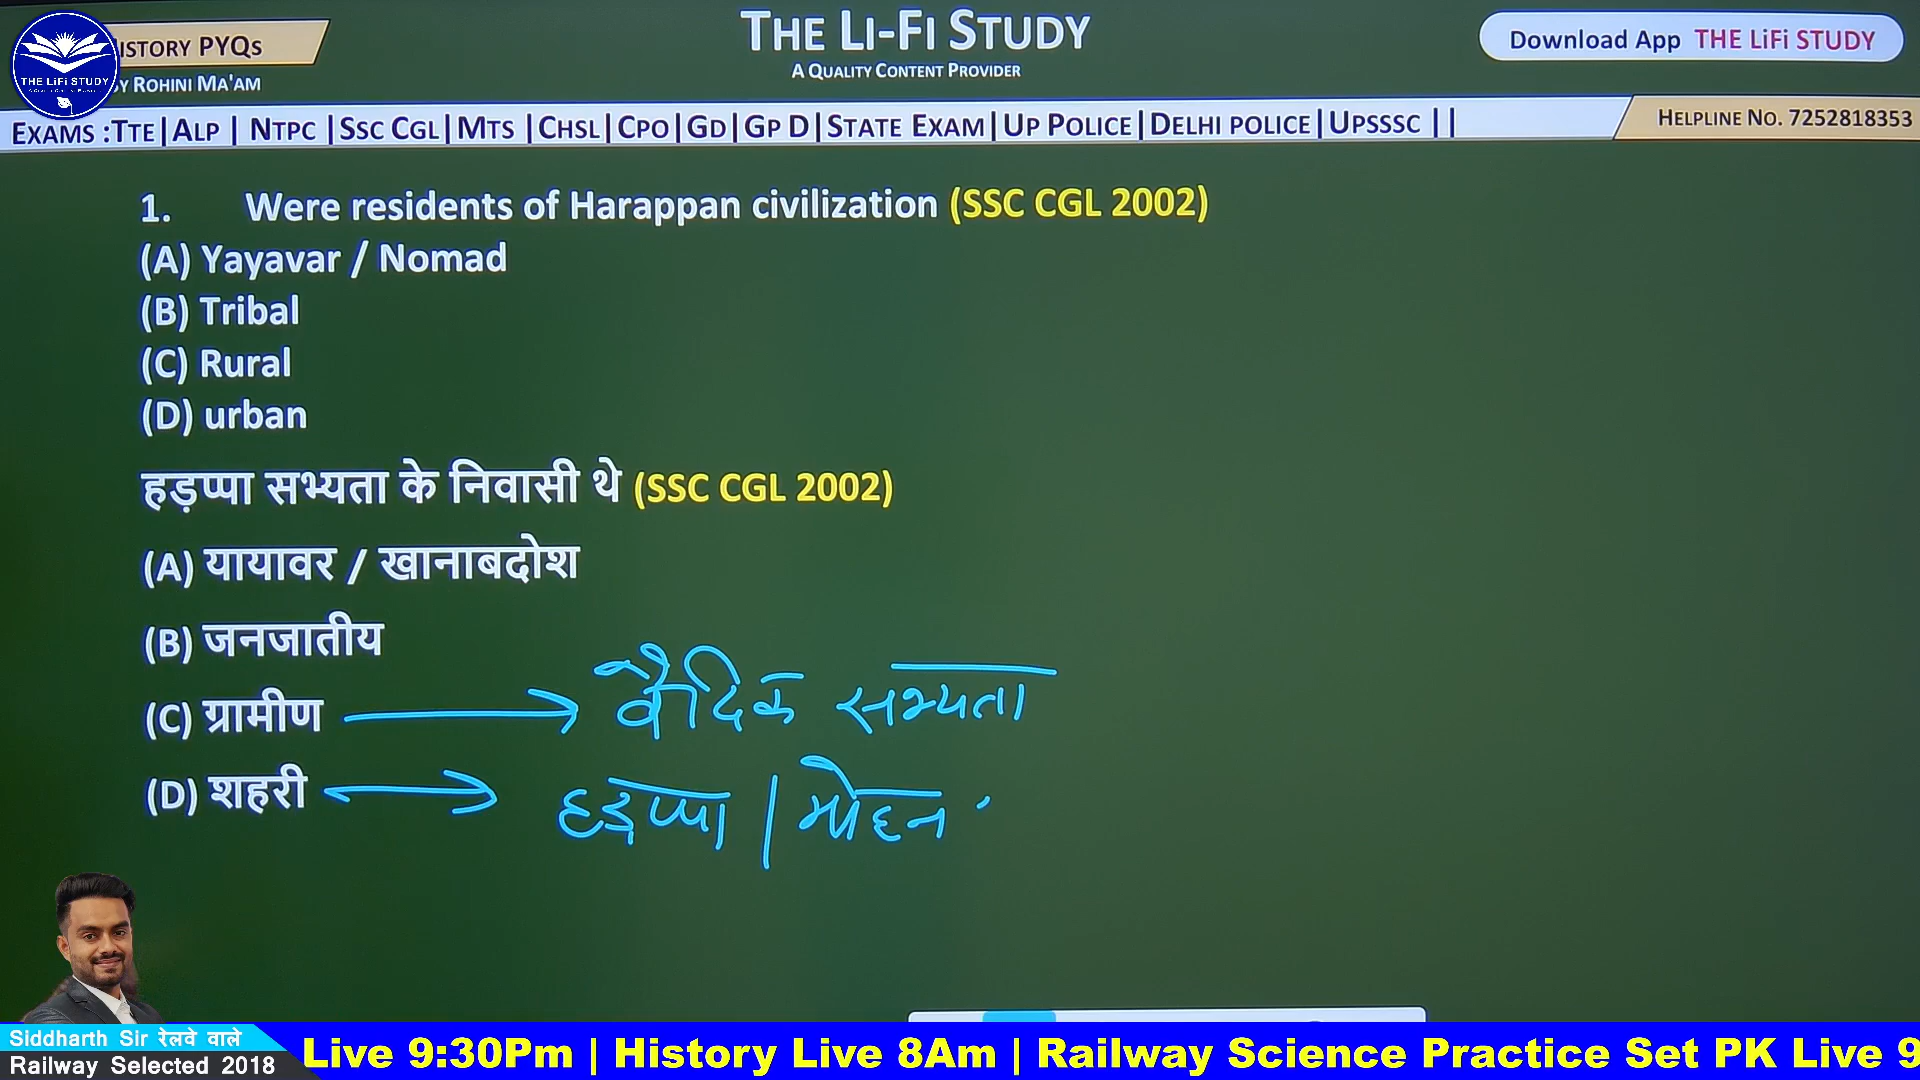 HISTORY PYQs
BY ROHINI MA'AM
THE LiFi STUDY
THE LI-FI STUDY
A QUALITY CONTENT PROVIDER
Download App THE LiFi STUDY
EXAMS :TTE|ALP | NTPC |SSC CGL|MTS |CHSL|CPO|GD|GP D|STATE EXAM|UP POLICE|DELHI POLICE|UPSSSC ||
HELPLINE NO. 7252818353
1. Were residents of Harappan civilization (SSC CGL 2002)
(A) Yayavar / Nomad
(B) Tribal
(C) Rural
(D) urban
हड़प्पा सभ्यता के निवासी थे (SSC CGL 2002)
(A) यायावर / खानाबदोश
(B) जनजातीय
(C) ग्रामीण → वैदिक सभ्यता
(D) शहरी → हड़प्पा | मोहन
Siddharth Sir रेलवे वाले
Railway Selected 2018
Live 9:30Pm | History Live 8Am | Railway Science Practice Set PK Live 9